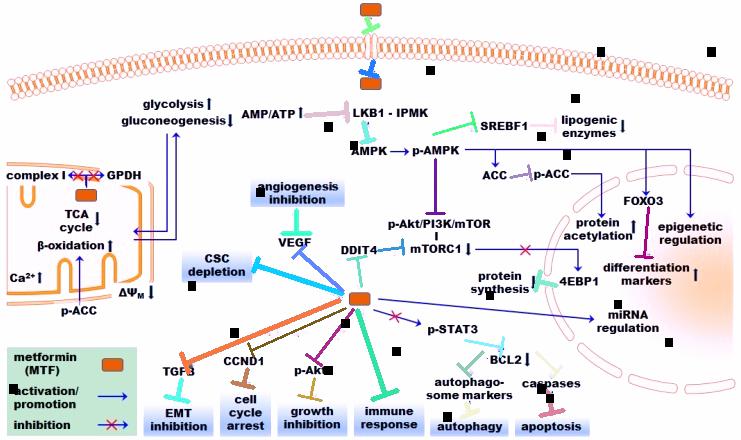 glycolysis
gluconeogenesis
AMP/ATP
LKB1 - IPMK
SREBF1
lipogenic
enzymes
AMPK
p-AMPK
ACC
p-ACC
complex I
GPDH
TCA
cycle
β-oxidation
Ca²⁺
ΔΨM
p-ACC
angiogenesis
inhibition
VEGF
CSC
depletion
p-Akt/PI3K/mTOR
DDIT4
mTORC1
FOXO3
protein
acetylation
epigenetic
regulation
differentiation
markers
protein
synthesis
4EBP1
miRNA
regulation
p-STAT3
BCL2
TGFβ
CCND1
p-Akt
autophago-
some markers
caspases
EMT
inhibition
cell
cycle
arrest
growth
inhibition
immune
response
autophagy
apoptosis
metformin
(MTF)
activation/
promotion
inhibition